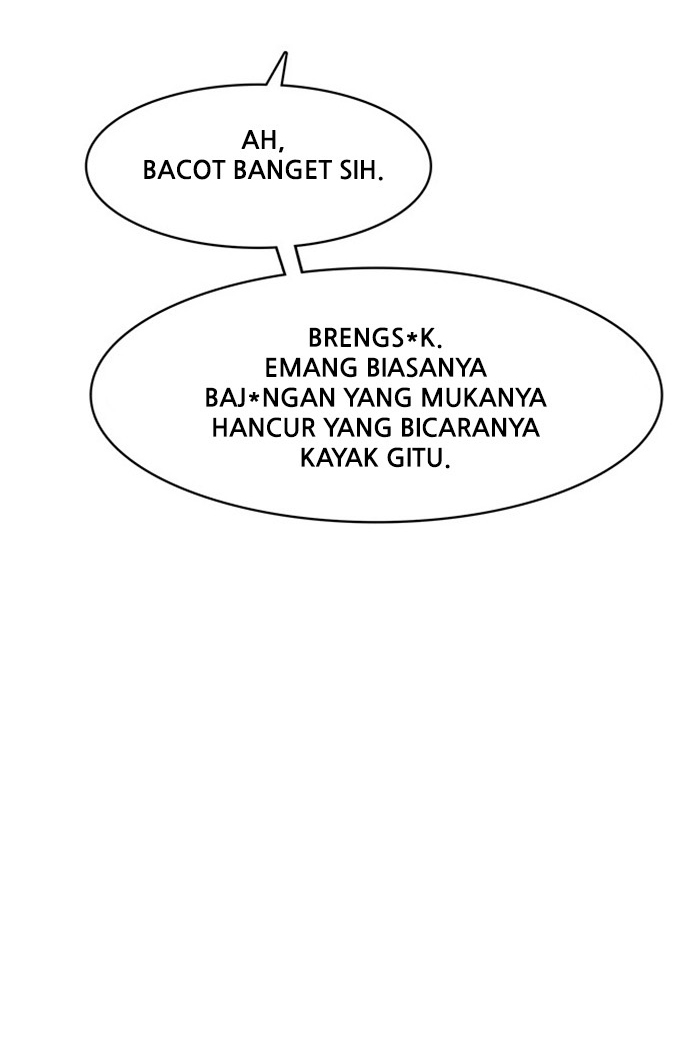 AH,
BACOT BANGET SIH.
BRENGS*K.
EMANG BIASANYA
BAJ*NGAN YANG MUKANYA
HANCUR YANG BICARANYA
KAYAK GITU.